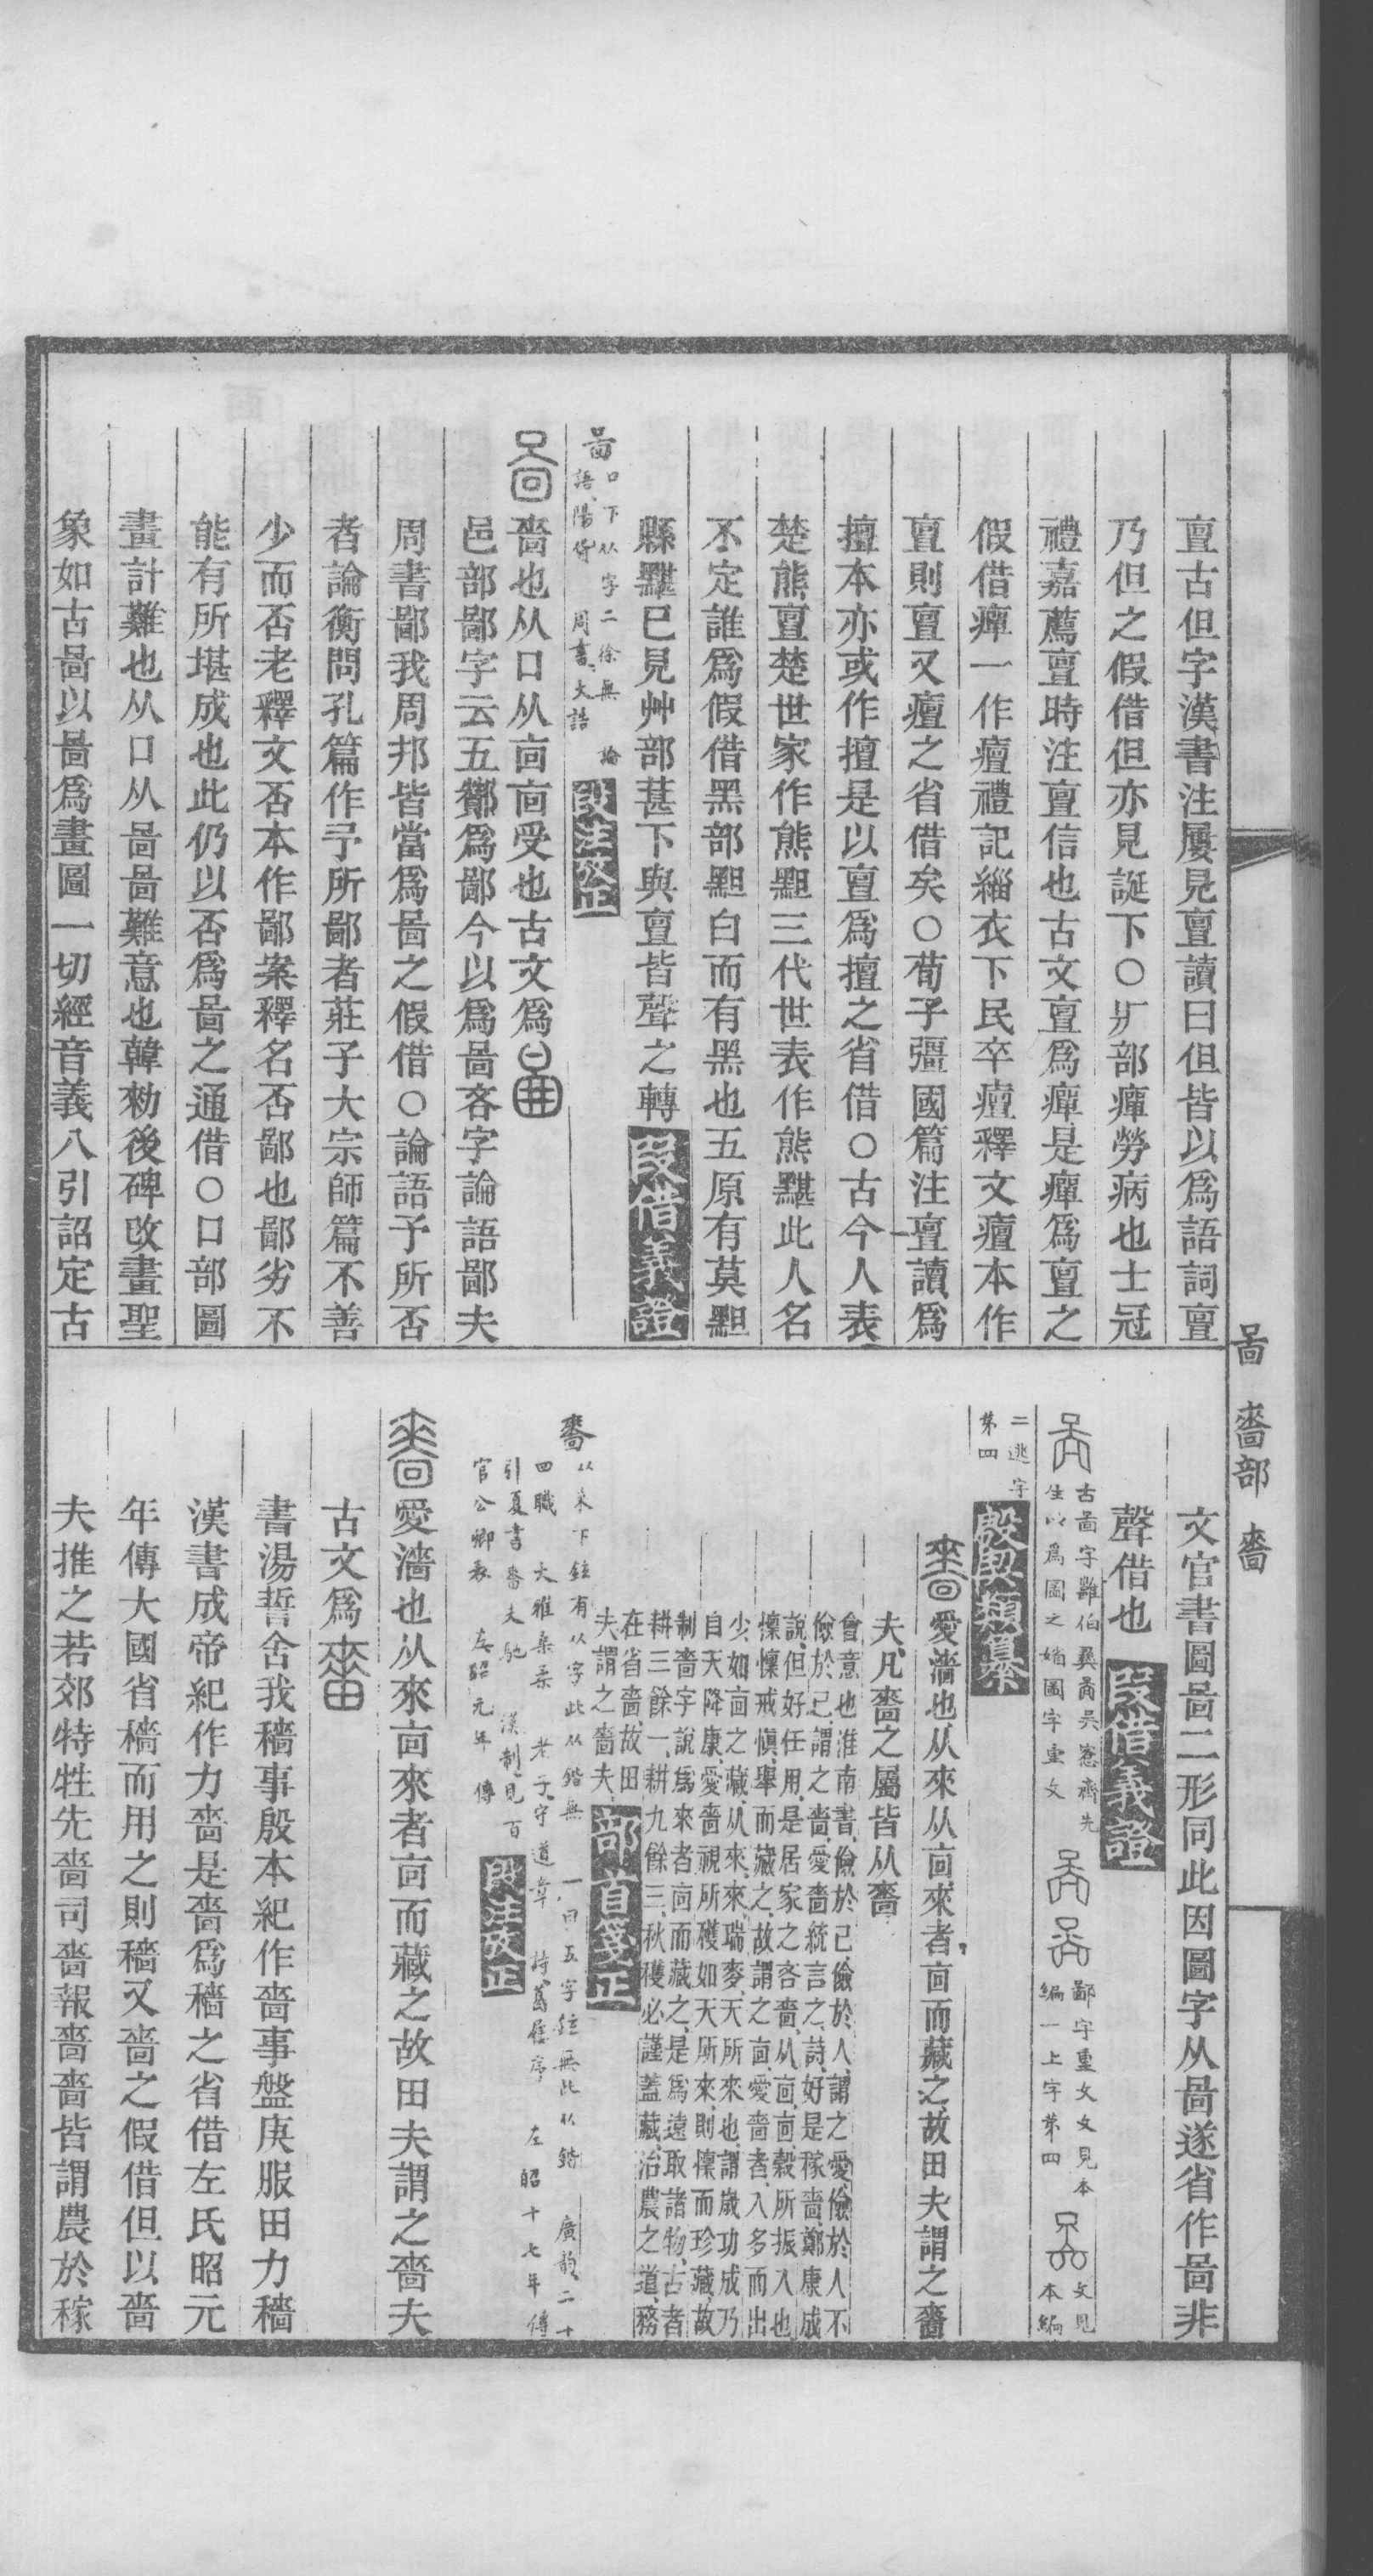 亶古但字漢書注屢見亶讀曰但皆以爲語詞亶
乃但之假借但亦見誕下○疒部癉勞病也士冠
禮嘉薦亶時注亶信也古文亶爲癉是癉爲亶之
假借癉一作癉禮記緇衣下民卒癉釋文癉本作
亶則亶又癉之省借矣○荀子彊國篇注亶讀爲
擅本亦或作擅是以亶爲擅之省借○古今人表
楚熊亶楚世家作熊䵣三代世表作熊黮此人名
不定誰爲假借黑部䵣白而有黑也五原有莫䵣
縣黮已見艸部葚下與亶皆聲之轉
叚借義證
啚
口下从字二徐無 論
語、陽貨 周書、大誥
段注攷正
啚嗇也从口从㐭㐭受也古文爲
邑部鄙字云五酇爲鄙今以爲啚吝字論語鄙夫
周書鄙我周邦皆當爲啚之假借○論語予所否
者論衡問孔篇作予所鄙者莊子大宗師篇不善
少而否老釋文否本作鄙案釋名否鄙也鄙劣不
能有所堪成也此仍以否爲啚之通借○囗部圖
畫計難也从囗从啚啚難意也韓勑後碑改畫聖
象如古啚以啚爲畫圖一切經音義八引詔定古
啚 嗇部 嗇
文官書圖啚二形同此因圖字从啚遂省作啚非
聲借也
叚借義證
古啚字雝伯彝啚吳愙齋先
生以爲圖之婚圖字重文
鄙字重文文見本
編一上字第四
文見
本編
二逃字
第四
殷契類纂
嗇愛濇也从來从㐭來者㐭而藏之故田夫謂之嗇
夫凡嗇之屬皆从嗇
會意也淮南書儉於己儉於人謂之愛儉於人不
儉於己謂之嗇愛嗇統言之詩好是稼嗇鄭康成
說但好任用是居家之吝嗇从㐭㐭穀所振入也
懍懍戒愼舉而藏之故謂之㐭愛嗇者入多而出
少如㐭之藏从來來瑞麥天所來也謂歲功成乃
自天降康愛嗇視所穫如天所來則懍而珍藏故
制嗇字說爲來者㐭而藏之是爲遠取諸物古者
耕三餘一耕九餘三秋穫必謹蓋藏治農之道務
在省嗇故田
夫謂之嗇夫
部首箋正
嗇
从來下鉉有从字此从鍇無 一曰五字鉉無此从鍇 廣韵二十
四職 大雅桑柔 老子守道章 詩葛屨序 左昭十七年傳
引夏書嗇夫馳 漢制見百
官公卿表 左昭元年傳
段注攷正
嗇愛濇也从來㐭來者㐭而藏之故田夫謂之嗇夫
古文爲
書湯誓舍我穡事殷本紀作嗇事盤庚服田力穡
漢書成帝紀作力嗇是嗇爲穡之省借左氏昭元
年傳大國省穡而用之則穡又嗇之假借但以嗇
夫推之若郊特牲先嗇司嗇報嗇嗇皆謂農於稼